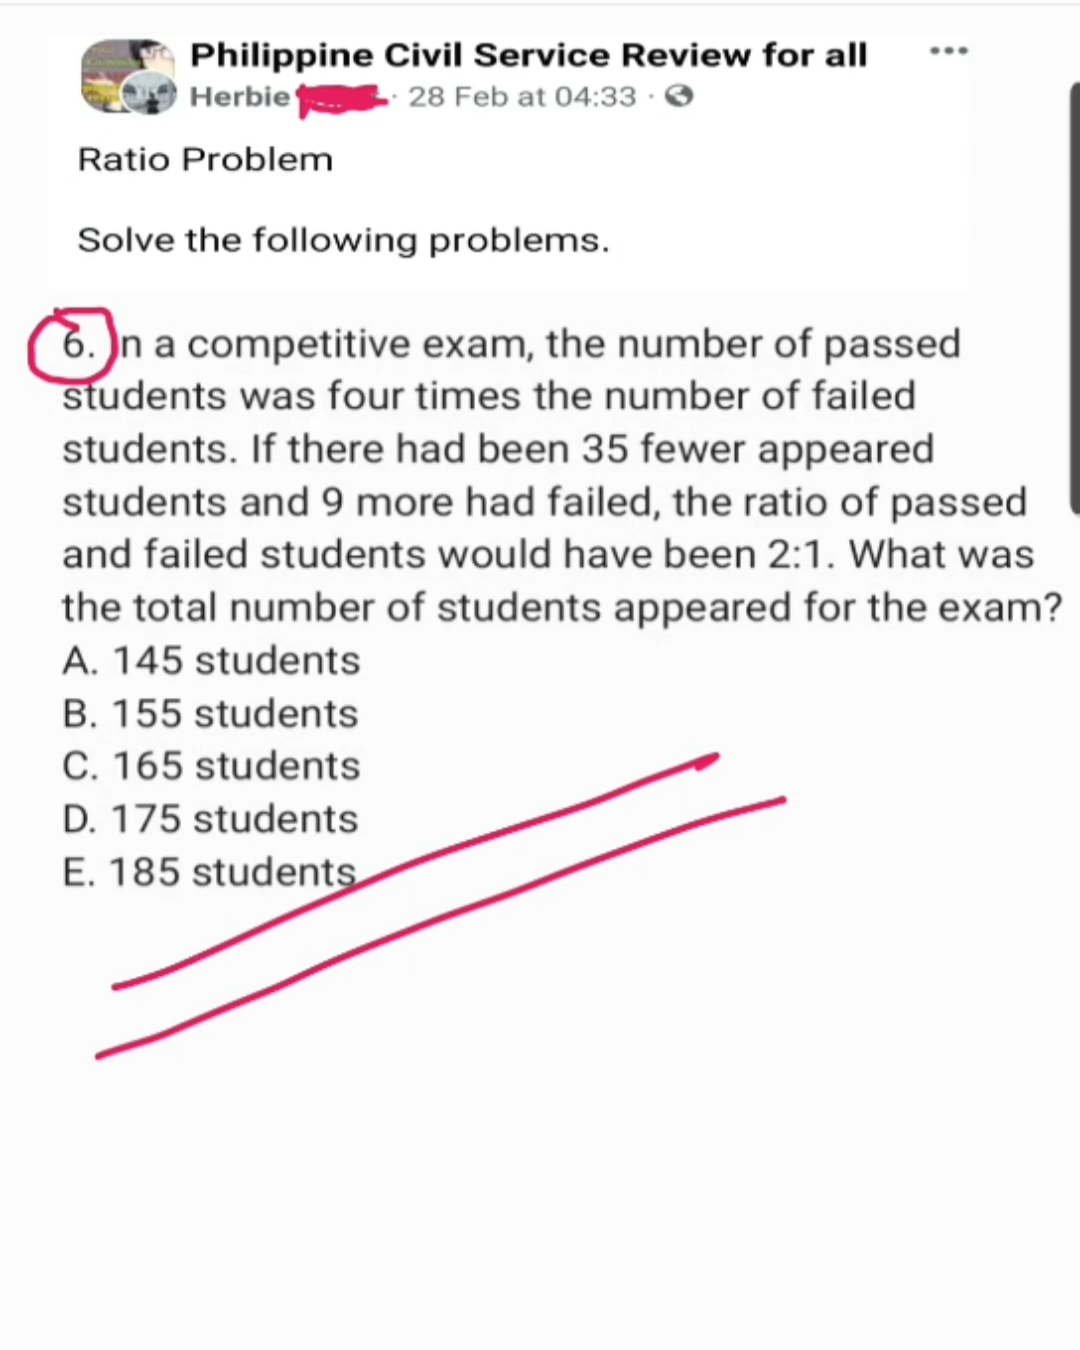 Philippine Civil Service Review for all
Herbie · 28 Feb at 04:33 ·
Ratio Problem
Solve the following problems.
6. n a competitive exam, the number of passed
students was four times the number of failed
students. If there had been 35 fewer appeared
students and 9 more had failed, the ratio of passed
and failed students would have been 2:1. What was
the total number of students appeared for the exam?
A. 145 students
B. 155 students
C. 165 students
D. 175 students
E. 185 students